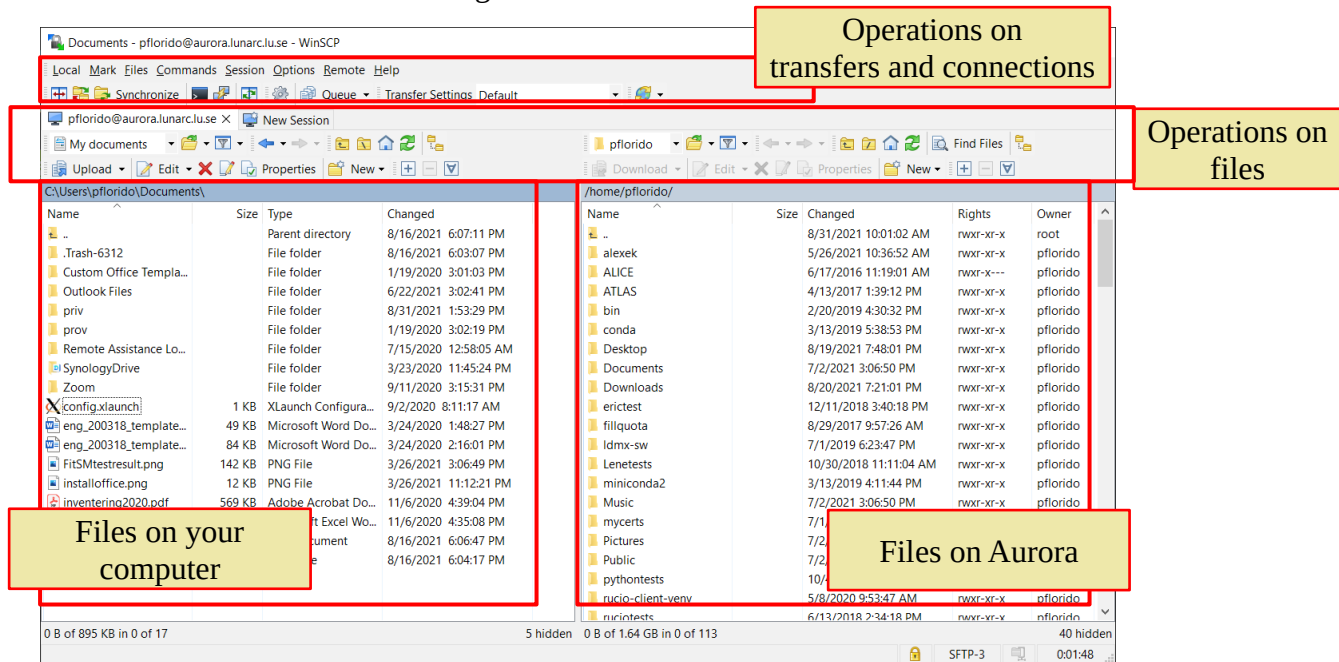 Operations on
transfers and connections
Documents - pflorido@aurora.lunarc.lu.se - WinSCP
Local Mark Files Commands Session Options Remote Help
Synchronize Queue Transfer Settings Default
Operations on
files
pflorido@aurora.lunarc.lu.se X New Session
My documents pflorido Find Files
Upload Edit Properties New Download Edit Properties New
C:\Users\pflorido\Documents\ /home/pflorido/
Name Size Type Changed Name Size Changed Rights Owner
.. Parent directory 8/16/2021 6:07:11 PM .. 8/31/2021 10:01:02 AM rwxr-xr-x root
.Trash-6312 File folder 8/16/2021 6:03:07 PM alexek 5/26/2021 10:36:52 AM rwxr-xr-x pflorido
Custom Office Templa... File folder 1/19/2020 3:01:03 PM ALICE 6/17/2016 11:19:01 AM rwxr-x--- pflorido
Outlook Files File folder 6/22/2021 3:02:41 PM ATLAS 4/13/2017 1:39:12 PM rwxr-xr-x pflorido
priv File folder 8/31/2021 1:53:29 PM bin 2/20/2019 4:30:32 PM rwxr-xr-x pflorido
prov File folder 1/19/2020 3:02:19 PM conda 3/13/2019 5:38:53 PM rwxr-xr-x pflorido
Remote Assistance Lo... File folder 7/15/2020 12:58:05 AM Desktop 8/19/2021 7:48:01 PM rwxr-xr-x pflorido
SynologyDrive File folder 3/23/2020 11:45:24 PM Documents 7/2/2021 3:06:50 PM rwxr-xr-x pflorido
Zoom File folder 9/11/2020 3:15:31 PM Downloads 8/20/2021 7:21:01 PM rwxr-xr-x pflorido
config.xlaunch 1 KB XLaunch Configura... 9/2/2020 8:11:17 AM erictest 12/11/2018 3:40:18 PM rwxr-xr-x pflorido
eng_200318_template... 49 KB Microsoft Word Do... 3/24/2020 1:48:27 PM fillquota 8/29/2017 9:57:26 AM rwxr-xr-x pflorido
eng_200318_template... 84 KB Microsoft Word Do... 3/24/2020 2:16:01 PM ldmx-sw 7/1/2019 6:23:47 PM rwxr-xr-x pflorido
FitSMtestresult.png 142 KB PNG File 3/26/2021 3:06:49 PM Lenetests 10/30/2018 11:11:04 AM rwxr-xr-x pflorido
installoffice.png 12 KB PNG File 3/26/2021 11:12:21 PM miniconda2 3/13/2019 4:11:44 PM rwxr-xr-x pflorido
inventering2020.pdf 569 KB Adobe Acrobat Do... 11/6/2020 4:39:04 PM Music 7/2/2021 3:06:50 PM rwxr-xr-x pflorido
ft Excel Wo... 11/6/2020 4:35:08 PM mycerts 7/1/
cument 8/16/2021 6:06:47 PM Pictures 7/2/
e 8/16/2021 6:04:17 PM Public 7/2/
pythontests 10/4
Files on your
computer
Files on Aurora
rucio-client-venv 5/8/2020 9:53:47 AM rwxr-xr-x pflorido
ruciotests 6/13/2018 2:34:18 PM rwxr-xr-x pflorido
0 B of 895 KB in 0 of 17 5 hidden 0 B of 1.64 GB in 0 of 113 40 hidden
SFTP-3 0:01:48